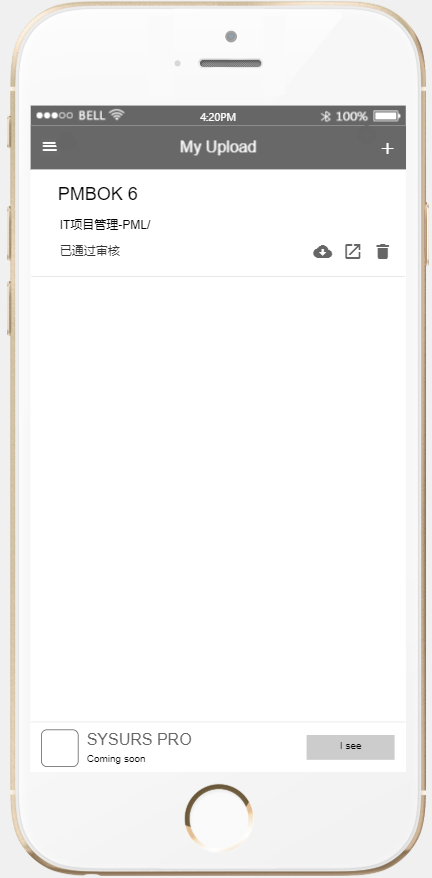 BELL
4:20PM
100%
My Upload
PMBOK 6
IT项目管理-PML/
已通过审核
SYSURS PRO
Coming soon
I see